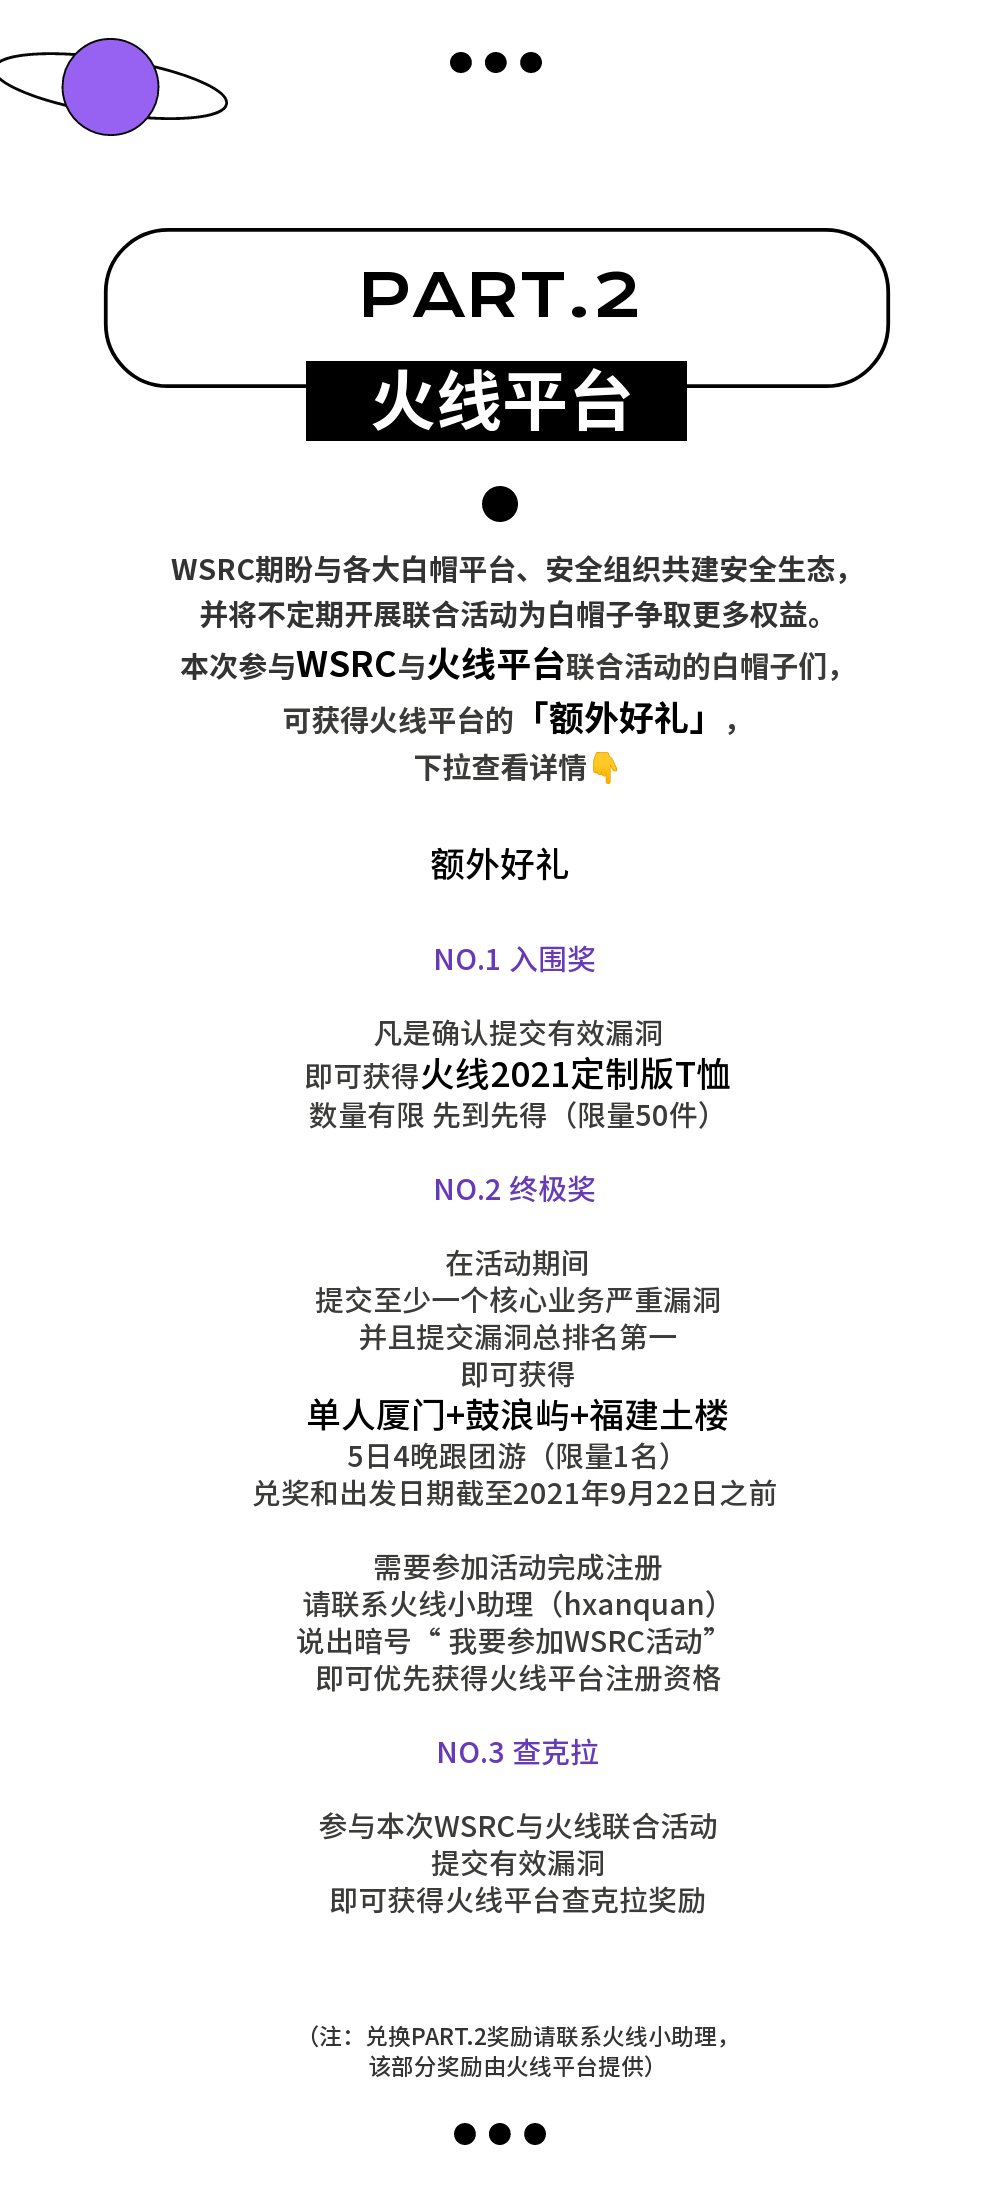 PART.2
火线平台
WSRC期盼与各大白帽平台、安全组织共建安全生态，
并将不定期开展联合活动为白帽子争取更多权益。
本次参与WSRC与火线平台联合活动的白帽子们，
可获得火线平台的「额外好礼」，
下拉查看详情👇
额外好礼
NO.1 入围奖
凡是确认提交有效漏洞
即可获得火线2021定制版T恤
数量有限 先到先得（限量50件）
NO.2 终极奖
在活动期间
提交至少一个核心业务严重漏洞
并且提交漏洞总排名第一
即可获得
单人厦门+鼓浪屿+福建土楼
5日4晚跟团游（限量1名）
兑奖和出发日期截至2021年9月22日之前
需要参加活动完成注册
请联系火线小助理（hxanquan）
说出暗号“ 我要参加WSRC活动”
即可优先获得火线平台注册资格
NO.3 查克拉
参与本次WSRC与火线联合活动
提交有效漏洞
即可获得火线平台查克拉奖励
（注：兑换PART.2奖励请联系火线小助理，
该部分奖励由火线平台提供）